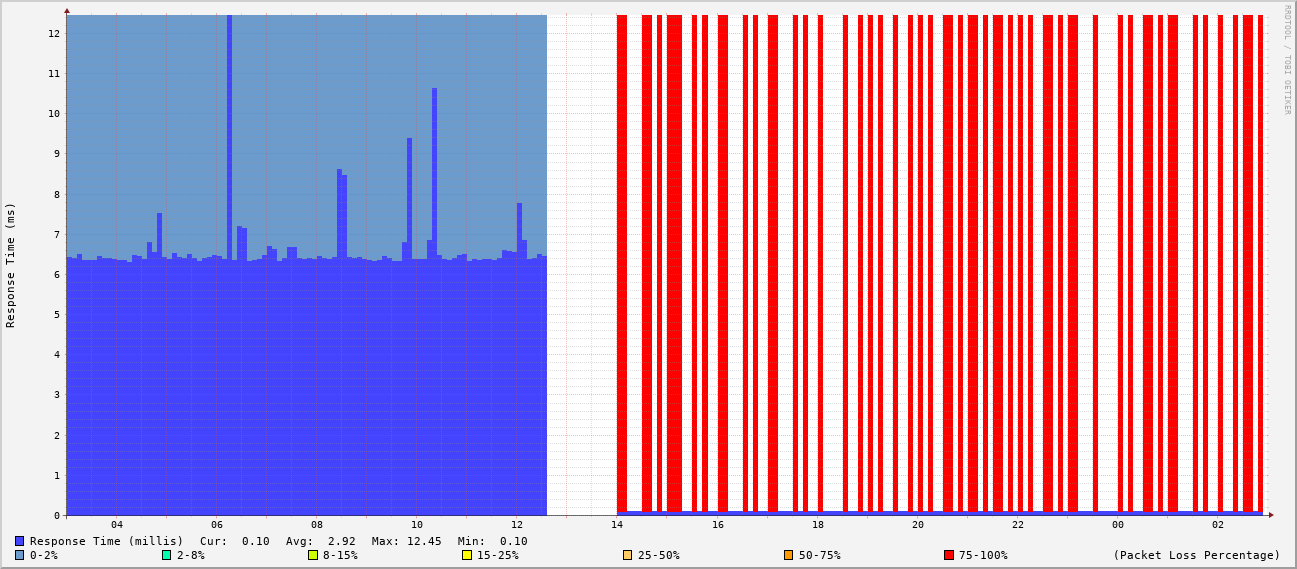 RRDTOOL / TOBI OETIKER
Response Time (ms)
12
11
10
9
8
7
6
5
4
3
2
1
0
04 06 08 10 12 14 16 18 20 22 00 02
Response Time (millis) Cur: 0.10 Avg: 2.92 Max: 12.45 Min: 0.10
0-2% 2-8% 8-15% 15-25% 25-50% 50-75% 75-100% (Packet Loss Percentage)